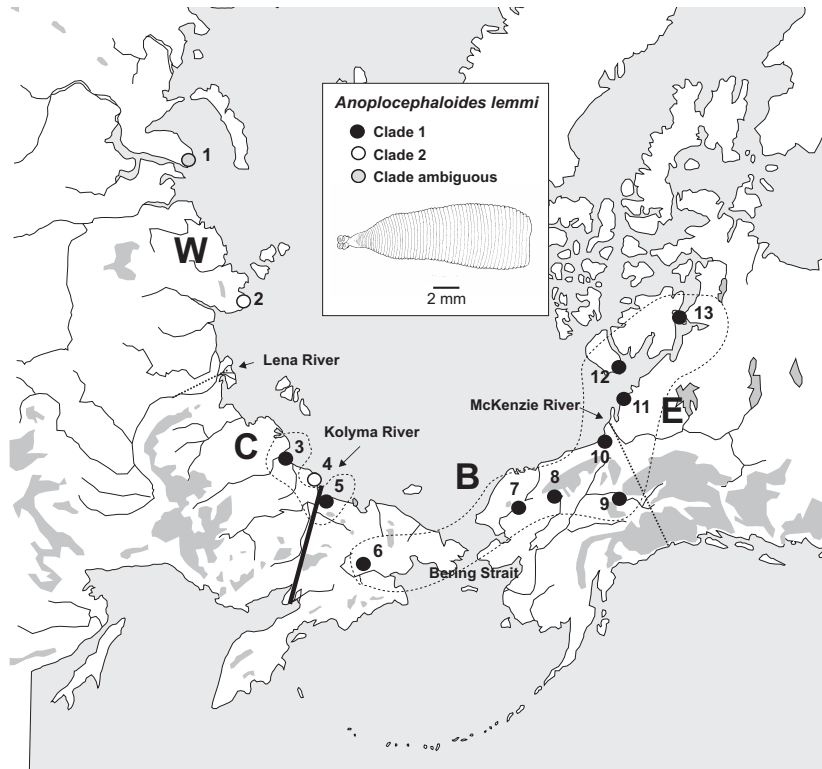 Anoplocephaloides lemmi
Clade 1
Clade 2
Clade ambiguous
2 mm
1
W
2
Lena River
13
12
McKenzie River
11
E
Kolyma River
C
3
4
10
B
5
7
8
9
6
Bering Strait